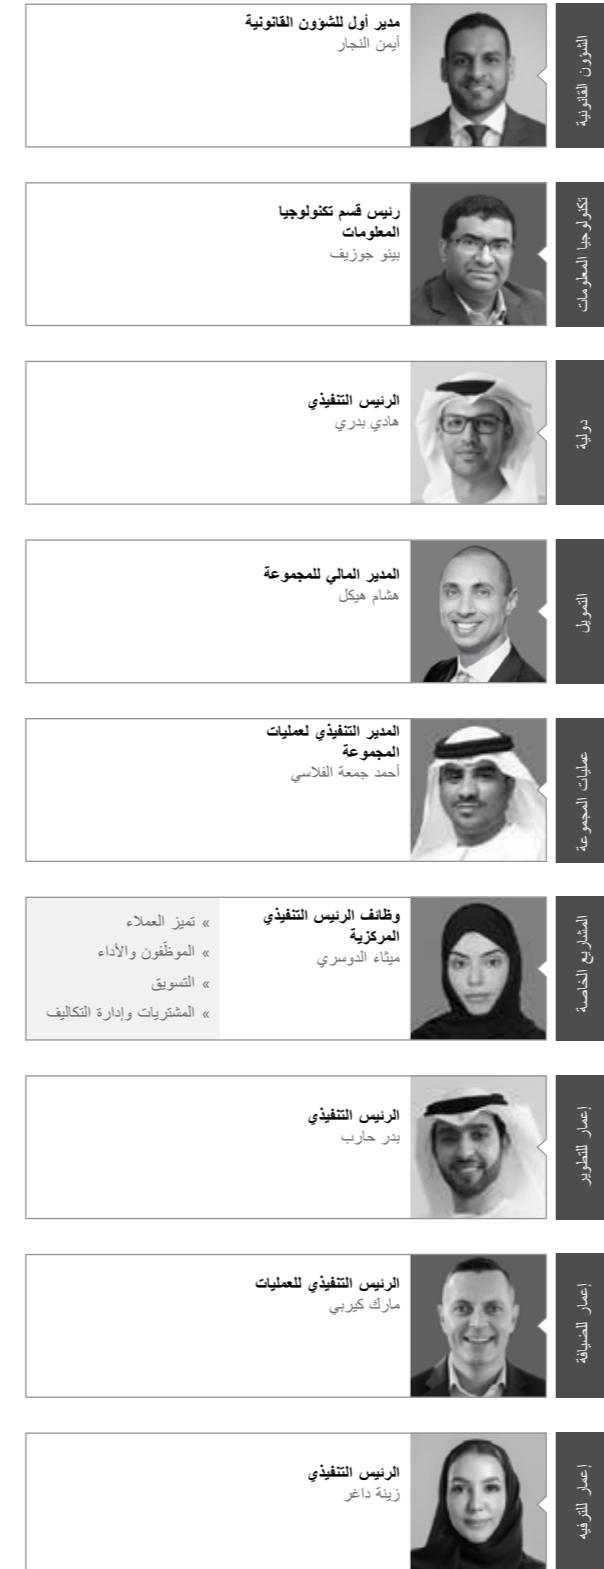 الشؤون القانونية
مدير أول للشؤون القانونية
أيمن النجار
تكنولوجيا المعلومات
رئيس قسم تكنولوجيا
المعلومات
بينو جوزيف
دولية
الرئيس التنفيذي
هادي بدري
التمويل
المدير المالي للمجموعة
هشام هيكل
عمليات المجموعة
المدير التنفيذي لعمليات
المجموعة
أحمد جمعة الفلاسي
المشاريع الخاصة
وظائف الرئيس التنفيذي
المركزية
ميثاء الدوسري
» تميز العملاء
» الموظّفون والأداء
» التسويق
» المشتريات وإدارة التكاليف
إعمار للتطوير
الرئيس التنفيذي
بدر حارب
إعمار للضيافة
الرئيس التنفيذي للعمليات
مارك كيربي
إعمار للترفيه
الرئيس التنفيذي
زينة داغر